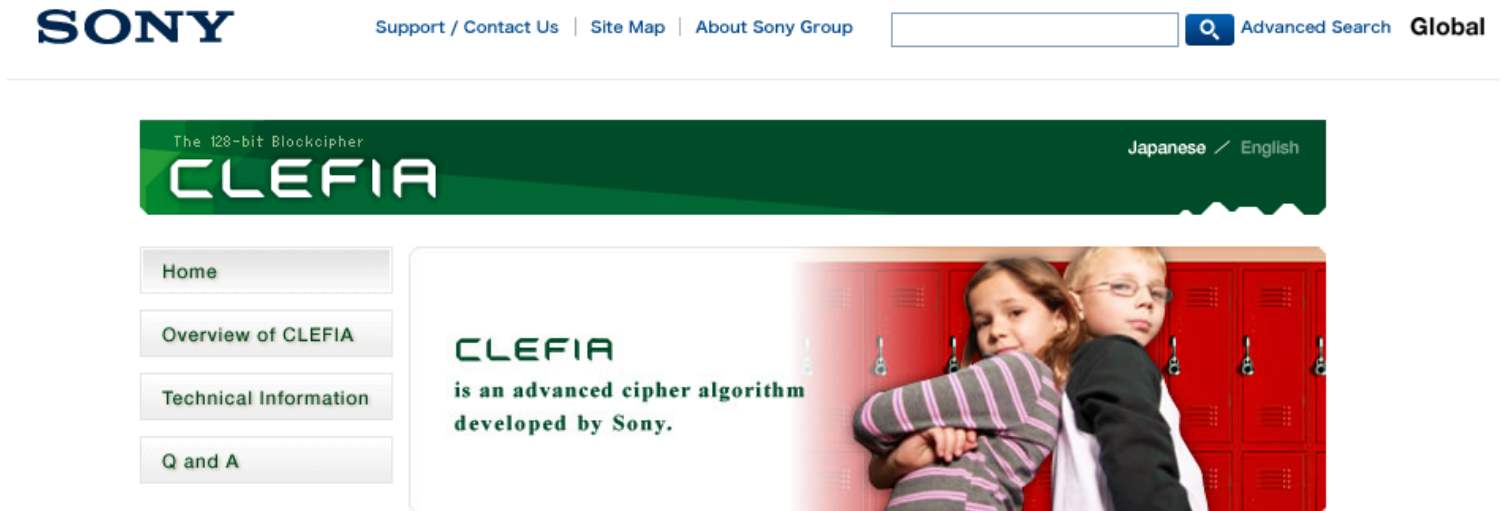 SONY
Support / Contact Us | Site Map | About Sony Group
Advanced Search
Global
The 128-bit Blockcipher
CLEFIA
Japanese / English
Home
Overview of CLEFIA
Technical Information
Q and A
CLEFIA
is an advanced cipher algorithm
developed by Sony.